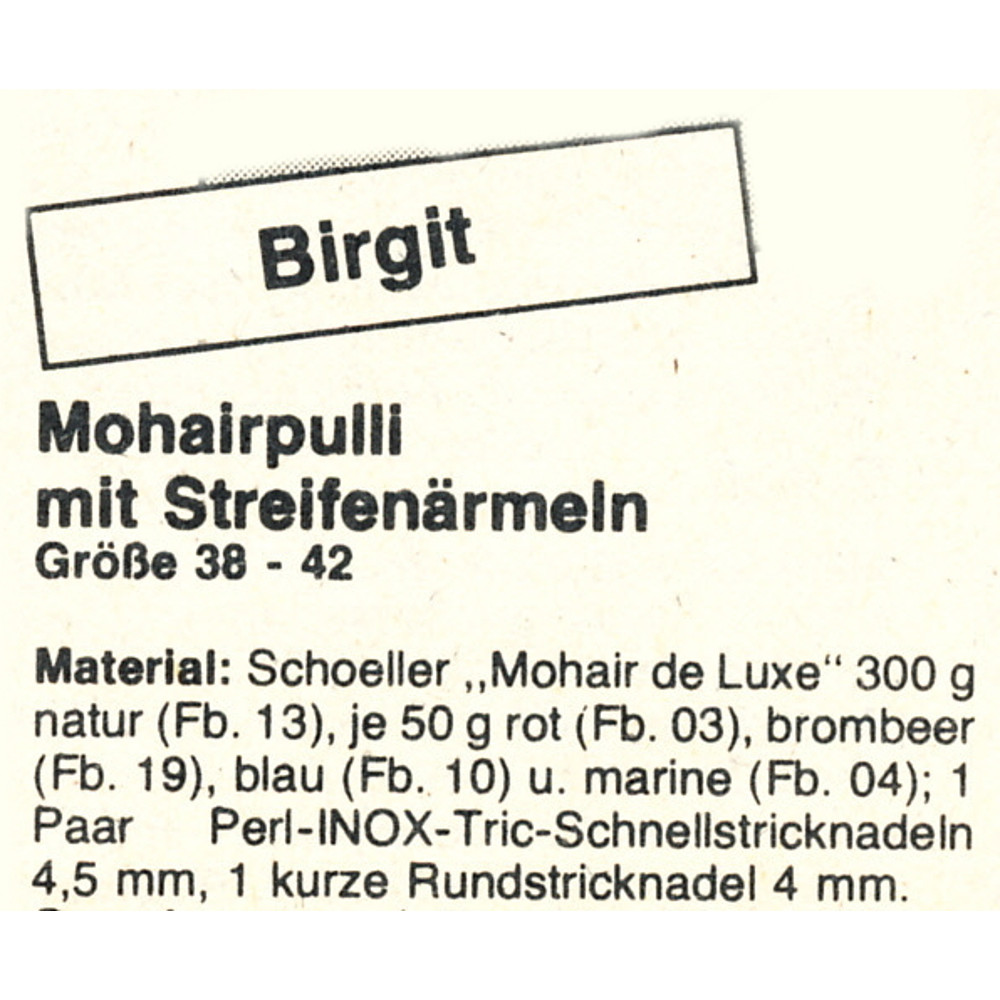 Birgit
Mohairpulli
mit Streifenärmeln
Größe 38 - 42
Material: Schoeller „Mohair de Luxe“ 300 g
natur (Fb. 13), je 50 g rot (Fb. 03), brombeer
(Fb. 19), blau (Fb. 10) u. marine (Fb. 04); 1
Paar Perl-INOX-Tric-Schnellstricknadeln
4,5 mm, 1 kurze Rundstricknadel 4 mm.